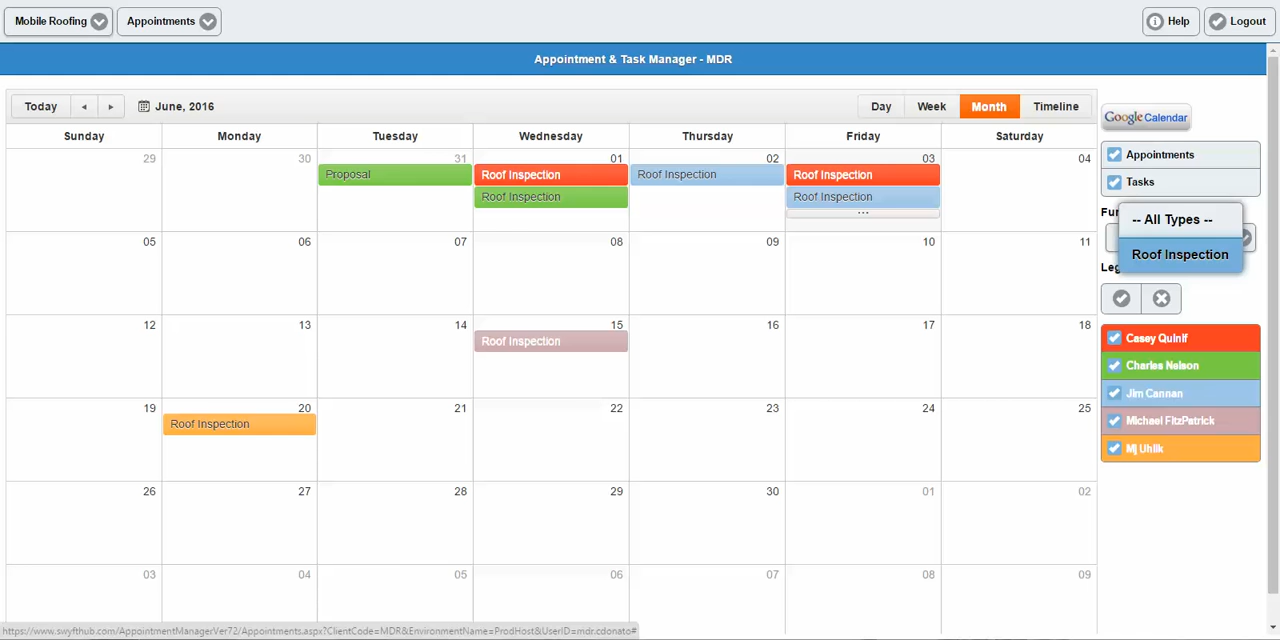 Mobile Roofing
Appointments
Help
Logout
Appointment & Task Manager - MDR
Today
June, 2016
Day
Week
Month
Timeline
Google Calendar
Sunday
Monday
Tuesday
Wednesday
Thursday
Friday
Saturday
29
30
31
01
02
03
04
Proposal
Roof Inspection
Roof Inspection
Roof Inspection
Roof Inspection
Roof Inspection
...
05
06
07
08
09
10
11
12
13
14
15
16
17
18
Roof Inspection
19
20
21
22
23
24
25
Roof Inspection
26
27
28
29
30
01
02
03
04
05
06
07
08
09
Appointments
Tasks
Fur
-- All Types --
Roof Inspection
Leg
Casey Quinif
Charles Nelson
Jim Cannan
Michael FitzPatrick
Mj Uhlik
https://www.swyfthub.com/AppointmentManagerVer72/Appointments.aspx?ClientCode=MDR&EnvironmentName=ProdHost&UserID=mdr.cdonato#